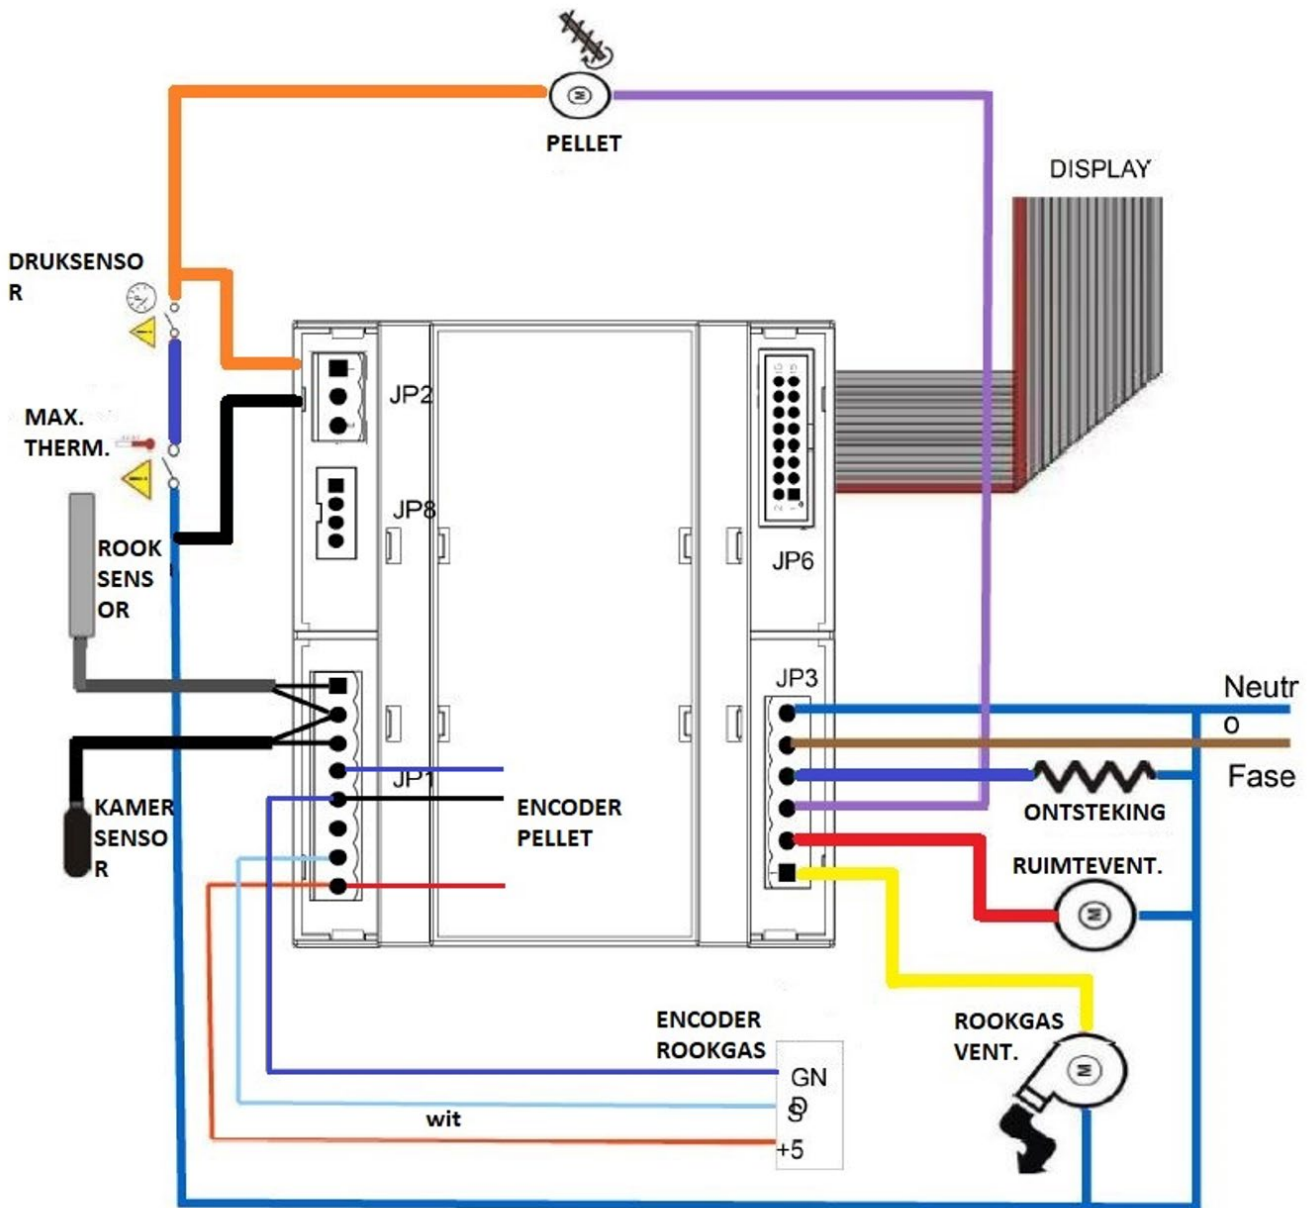 M
PELLET
DISPLAY
DRUKSENSO
R
MAX.
THERM.
JP2
JP8
JP6
ROOK
SENS
OR
JP3
Neutr
o
Fase
JP1
ENCODER
PELLET
ONTSTEKING
KAMER
SENSO
R
RUIMTEVENT.
M
ENCODER
ROOKGAS
ROOKGAS
VENT.
M
GN
D
S
wit
+5